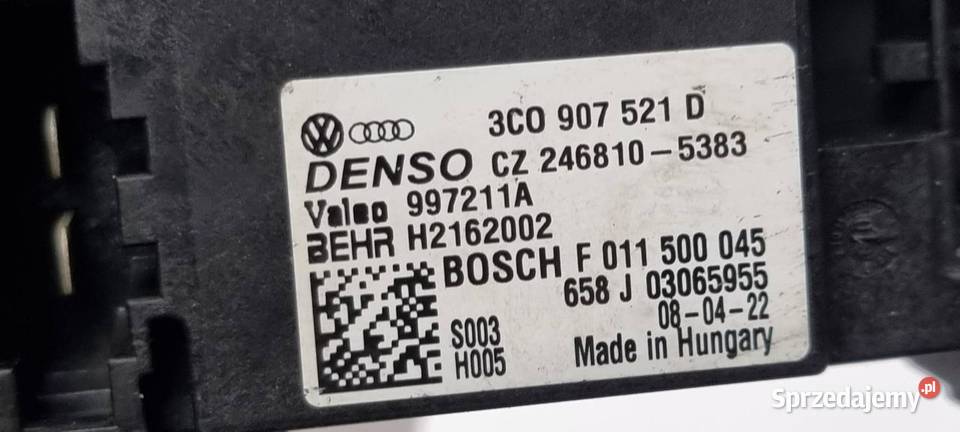 3C0 907 521 D
DENSO CZ 246810-5383
Valeo 997211A
BEHR H2162002
BOSCH F 011 500 045
658 J 03065955
08-04-22
S003
H005
Made in Hungary
Sprzedajemy.pl